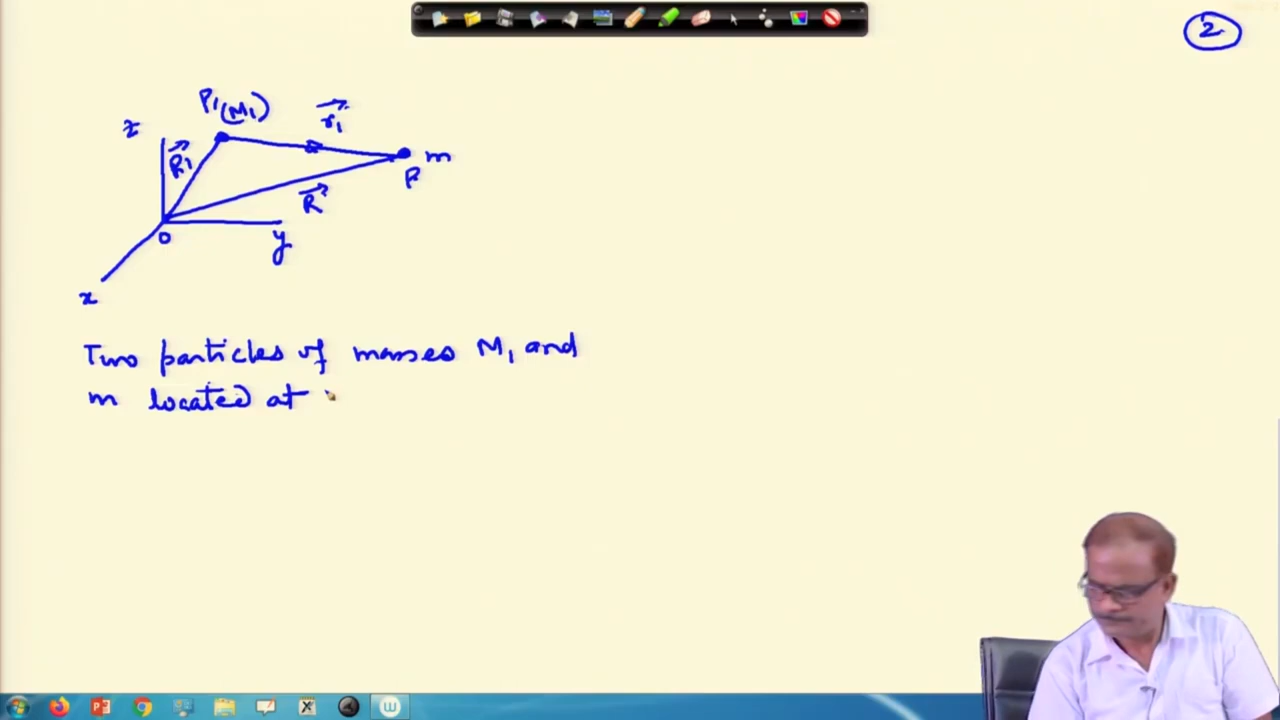 2
P₁(M₁)
z
r₁
R₁
m
P
R
O
y
x
Two particles of masses M₁ and
m located at